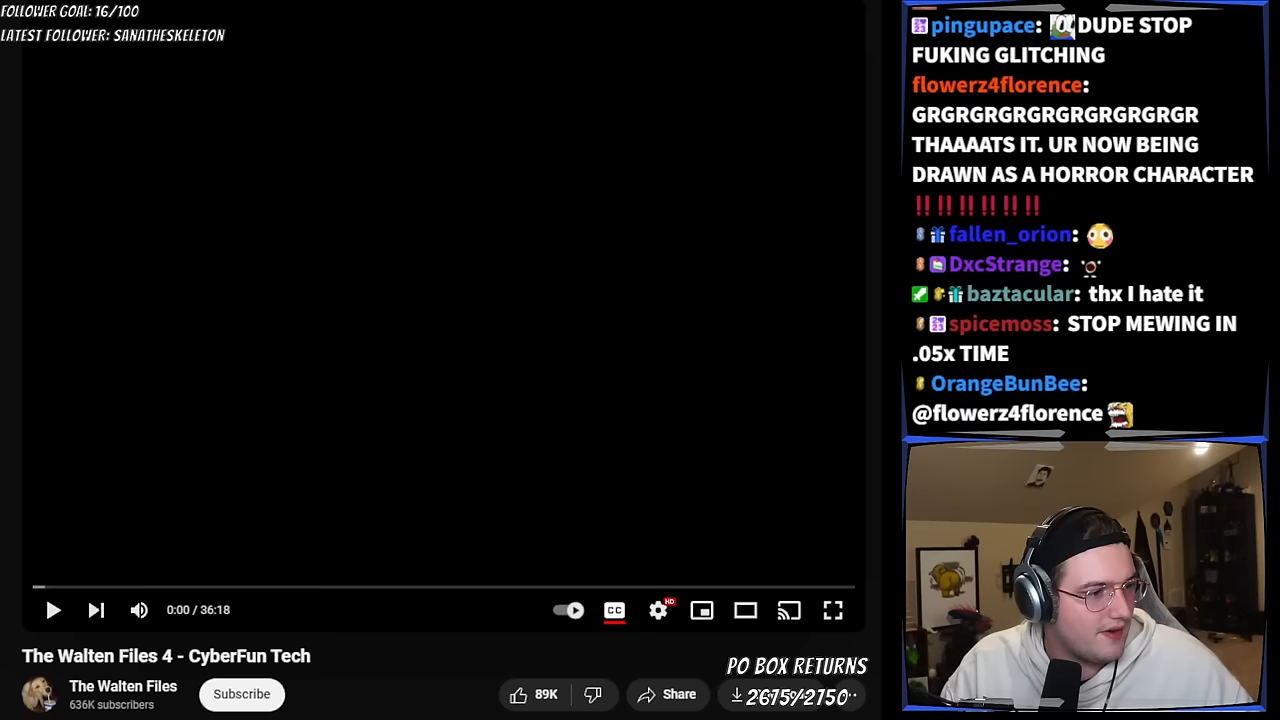 FOLLOWER GOAL: 16/100
LATEST FOLLOWER: SANATHESKELETON
pingupace: DUDE STOP
FUKING GLITCHING
flowerz4florence:
GRGRGRGRGRGRGRGRGRGR
THAAAATS IT. UR NOW BEING
DRAWN AS A HORROR CHARACTER
‼‼‼‼‼‼
fallen_orion:
DxcStrange:
baztacular: thx I hate it
spicemoss: STOP MEWING IN
.05x TIME
OrangeBunBee:
@flowerz4florence
0:00 / 36:18
CC
HD
The Walten Files 4 - CyberFun Tech
The Walten Files
636K subscribers
Subscribe
89K
Share
PO BOX RETURNS
2675/2750